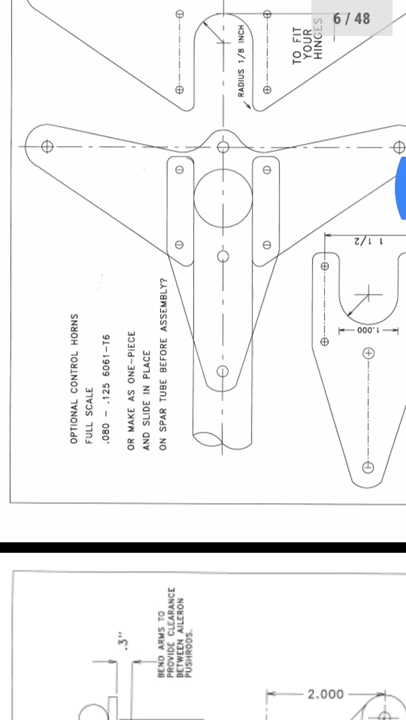 6 / 48
TO FIT
YOUR
HINGES
RADIUS 1/8 INCH
1 1/2
1.000
OPTIONAL CONTROL HORNS
FULL SCALE
.080 - .125 6061-T6
OR MAKE AS ONE-PIECE
AND SLIDE IN PLACE
ON SPAR TUBE BEFORE ASSEMBLY?
.3"
BEND ARMS TO
PROVIDE CLEARANCE
BETWEEN AILERON
PUSHRODS.
2.000